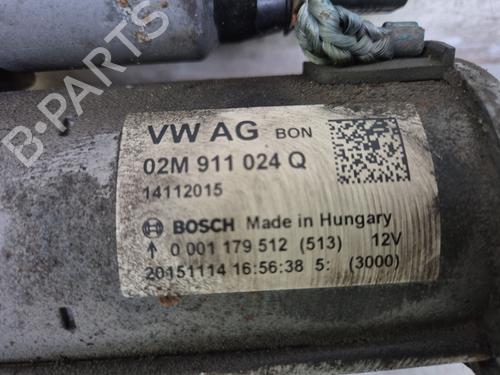 B-PARTS
VW AG BON
02M 911 024 Q
14112015
BOSCH Made in Hungary
↑ 0 001 179 512 (513) 12V
20151114 16:56:38 5: (3000)